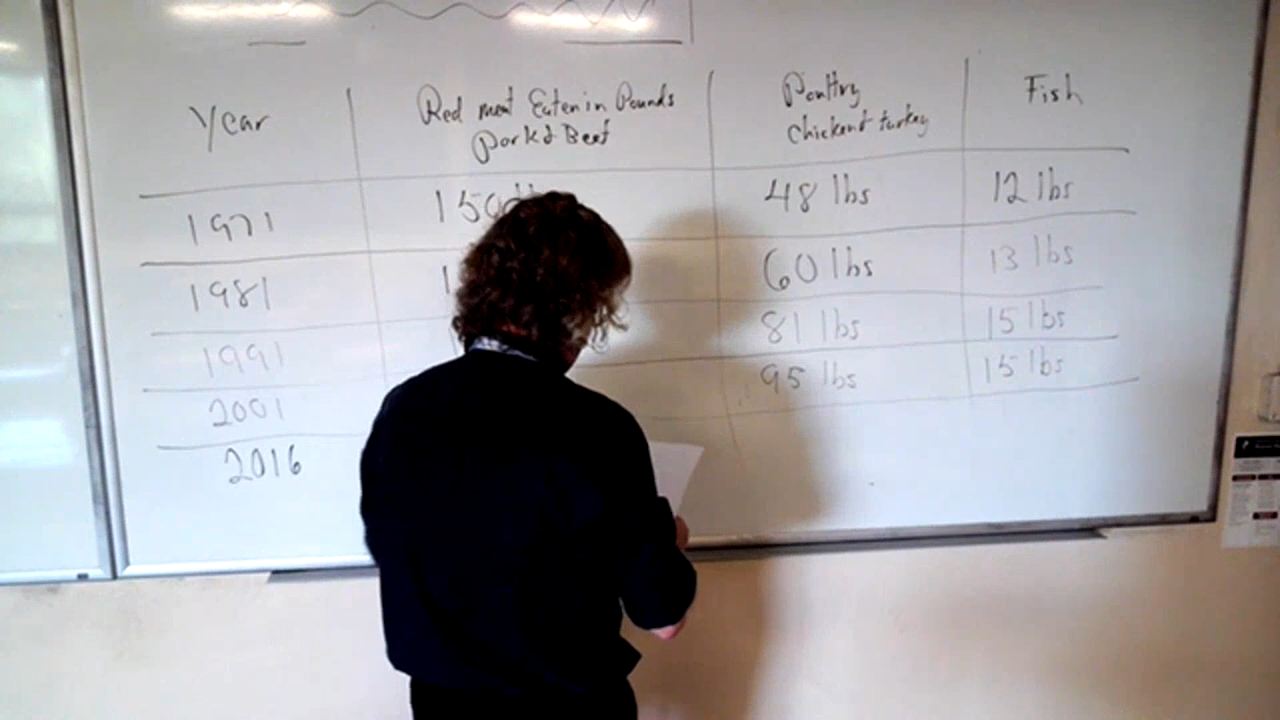 Year
Red meat Eaten in Pounds
Pork & Beef
Poultry
chicken & turkey
Fish
1971
48 lbs
12 lbs
1981
60 lbs
13 lbs
1991
81 lbs
15 lbs
2001
95 lbs
15 lbs
2016